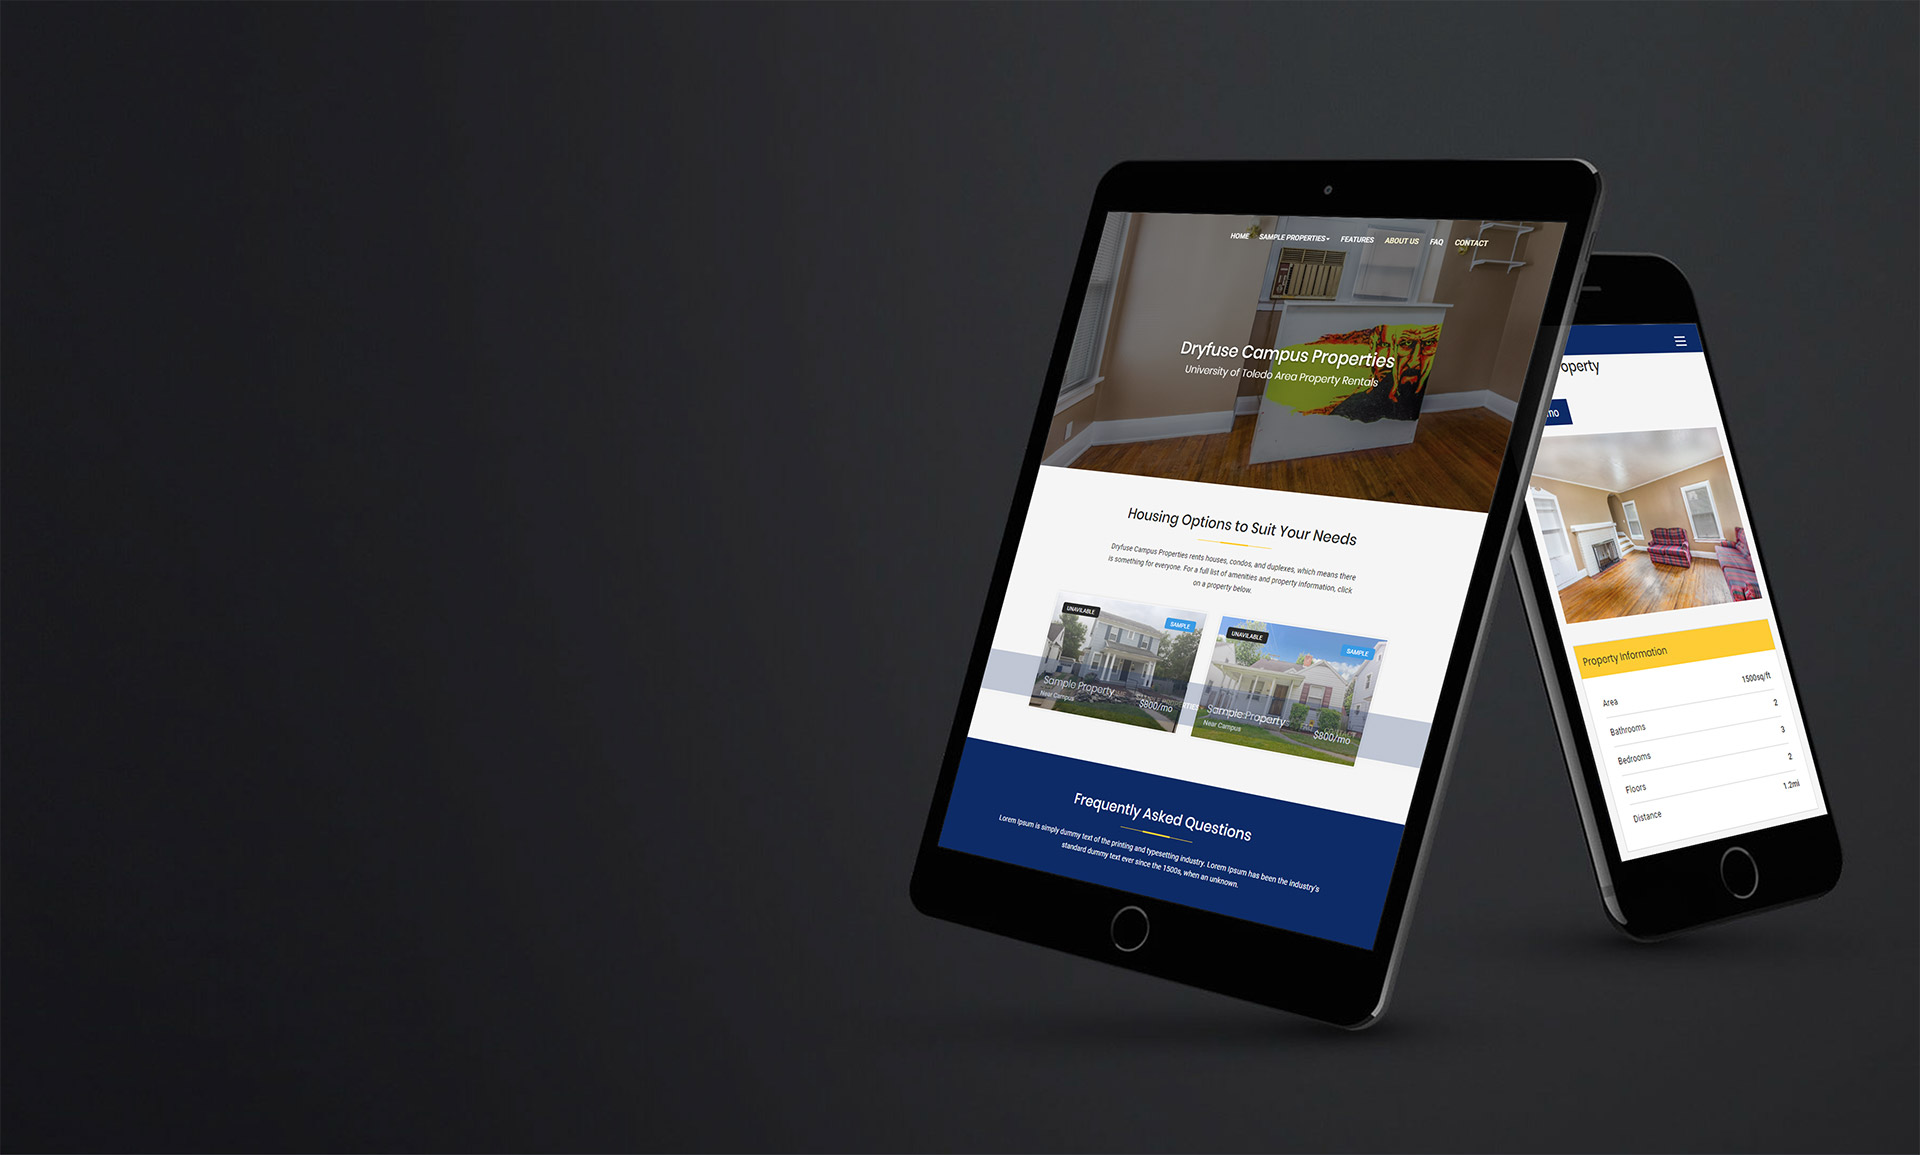 HOME SAMPLE PROPERTIES FEATURES ABOUT US FAQ CONTACT
Dryfuse Campus Properties
University of Toledo Area Property Rentals
Housing Options to Suit Your Needs
Dryfuse Campus Properties rents houses, condos, and duplexes, which means there
is something for everyone. For a full list of amenities and property information, click
on a property below.
UNAVILABLE
SAMPLE
Sample Property
Near Campus
$800/mo
UNAVILABLE
SAMPLE
Sample Property
Near Campus
$800/mo
Frequently Asked Questions
Lorem Ipsum is simply dummy text of the printing and typesetting industry. Lorem Ipsum has been the industry's
standard dummy text ever since the 1500s, when an unknown.
operty
mo
Property Information
Area 1500sq/ft
Bathrooms 2
Bedrooms 3
Floors 2
Distance 1.2mi